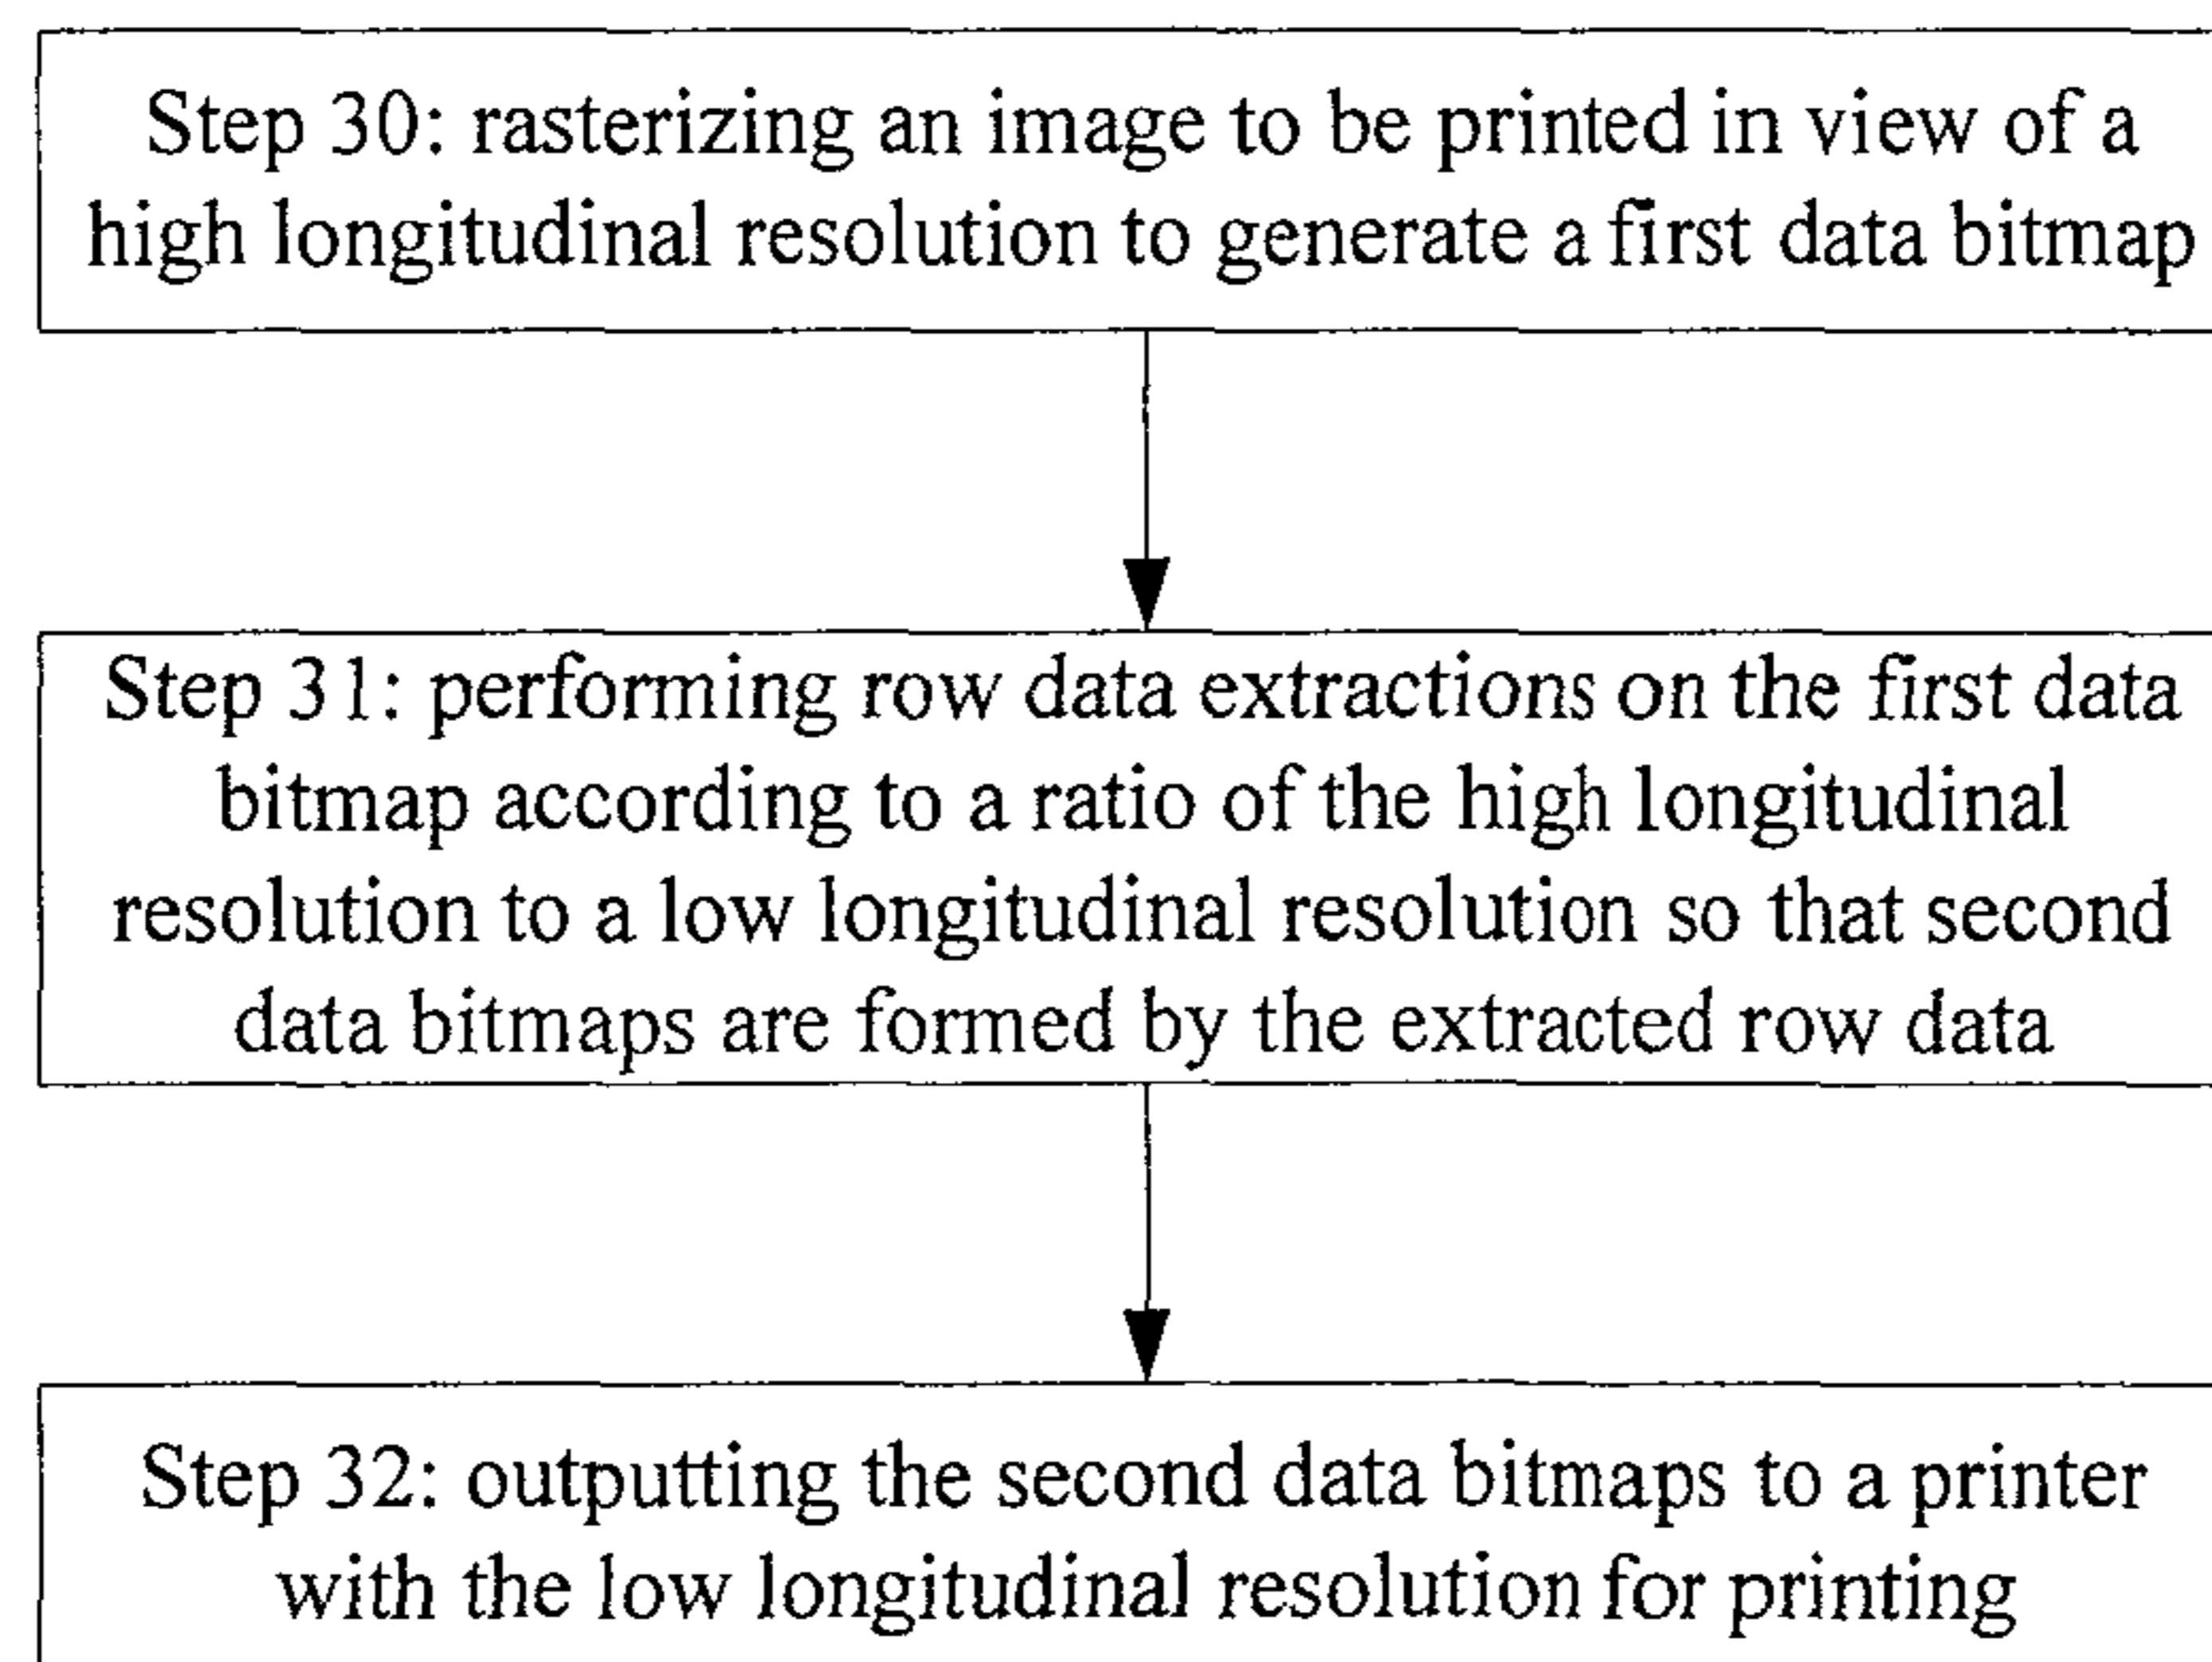 Step 30: rasterizing an image to be printed in view of a
high longitudinal resolution to generate a first data bitmap
Step 31: performing row data extractions on the first data
bitmap according to a ratio of the high longitudinal
resolution to a low longitudinal resolution so that second
data bitmaps are formed by the extracted row data
Step 32: outputting the second data bitmaps to a printer
with the low longitudinal resolution for printing